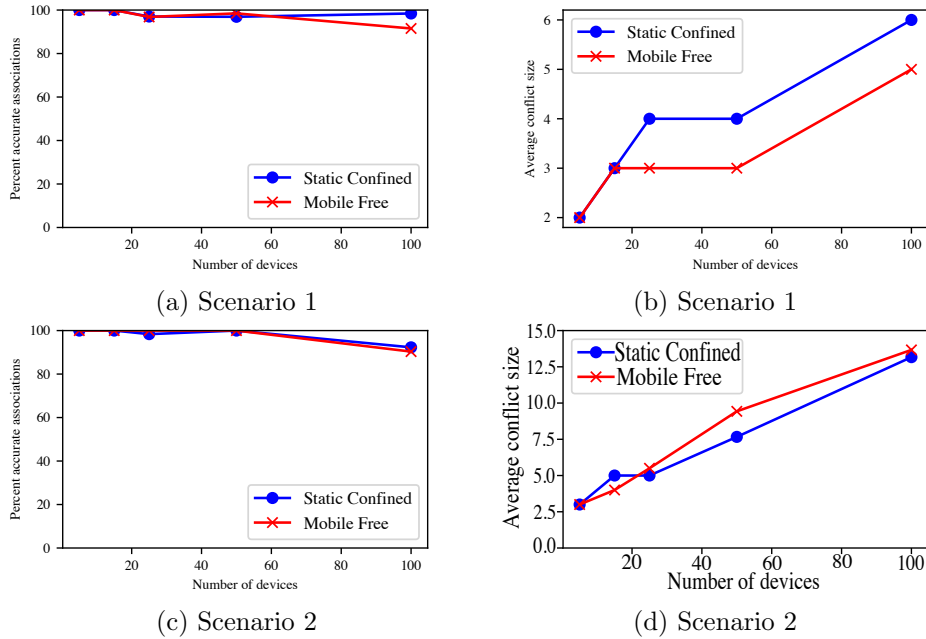 100
80
60
40
20
0
Percent accurate associations
Static Confined
Mobile Free
20 40 60 80 100
Number of devices
(a) Scenario 1
6
5
4
3
2
Average conflict size
Static Confined
Mobile Free
20 40 60 80 100
Number of devices
(b) Scenario 1
100
80
60
40
20
0
Percent accurate associations
Static Confined
Mobile Free
20 40 60 80 100
Number of devices
(c) Scenario 2
15.0
12.5
10.0
7.5
5.0
2.5
0.0
Average conflict size
Static Confined
Mobile Free
20 40 60 80 100
Number of devices
(d) Scenario 2